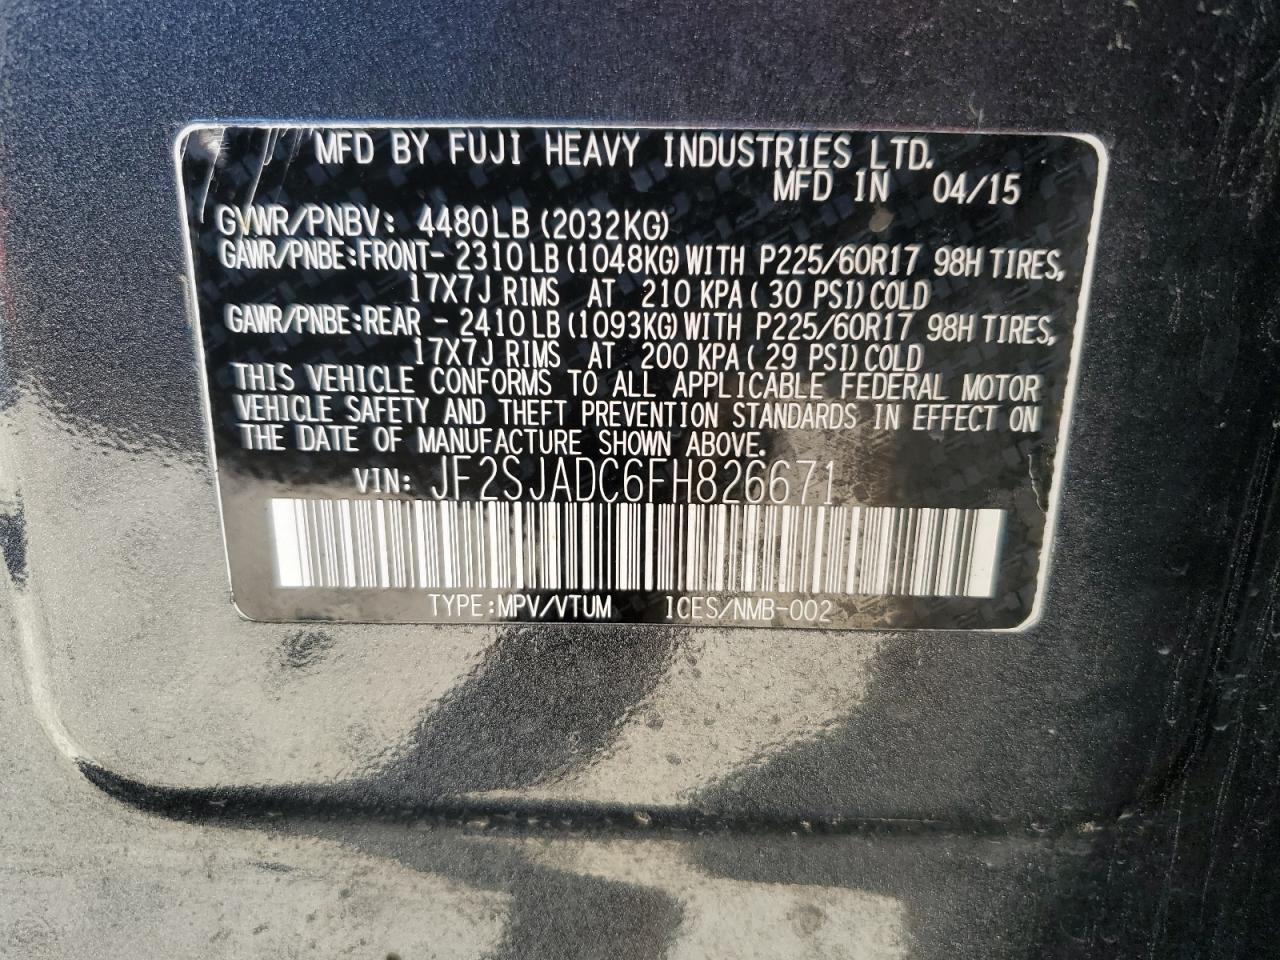 MFD BY FUJI HEAVY INDUSTRIES LTD.
MFD IN 04/15
GVWR/PNBV: 4480LB (2032KG)
GAWR/PNBE:FRONT- 2310 LB (1048KG) WITH P225/60R17 98H TIRES,
17X7J RIMS AT 210 KPA ( 30 PSI) COLD
GAWR/PNBE:REAR - 2410 LB (1093KG) WITH P225/60R17 98H TIRES,
17X7J RIMS AT 200 KPA ( 29 PSI) COLD
THIS VEHICLE CONFORMS TO ALL APPLICABLE FEDERAL MOTOR
VEHICLE SAFETY AND THEFT PREVENTION STANDARDS IN EFFECT ON
THE DATE OF MANUFACTURE SHOWN ABOVE.
VIN: JF2SJADC6FH826671
TYPE:MPV/VTUM ICES/NMB-002